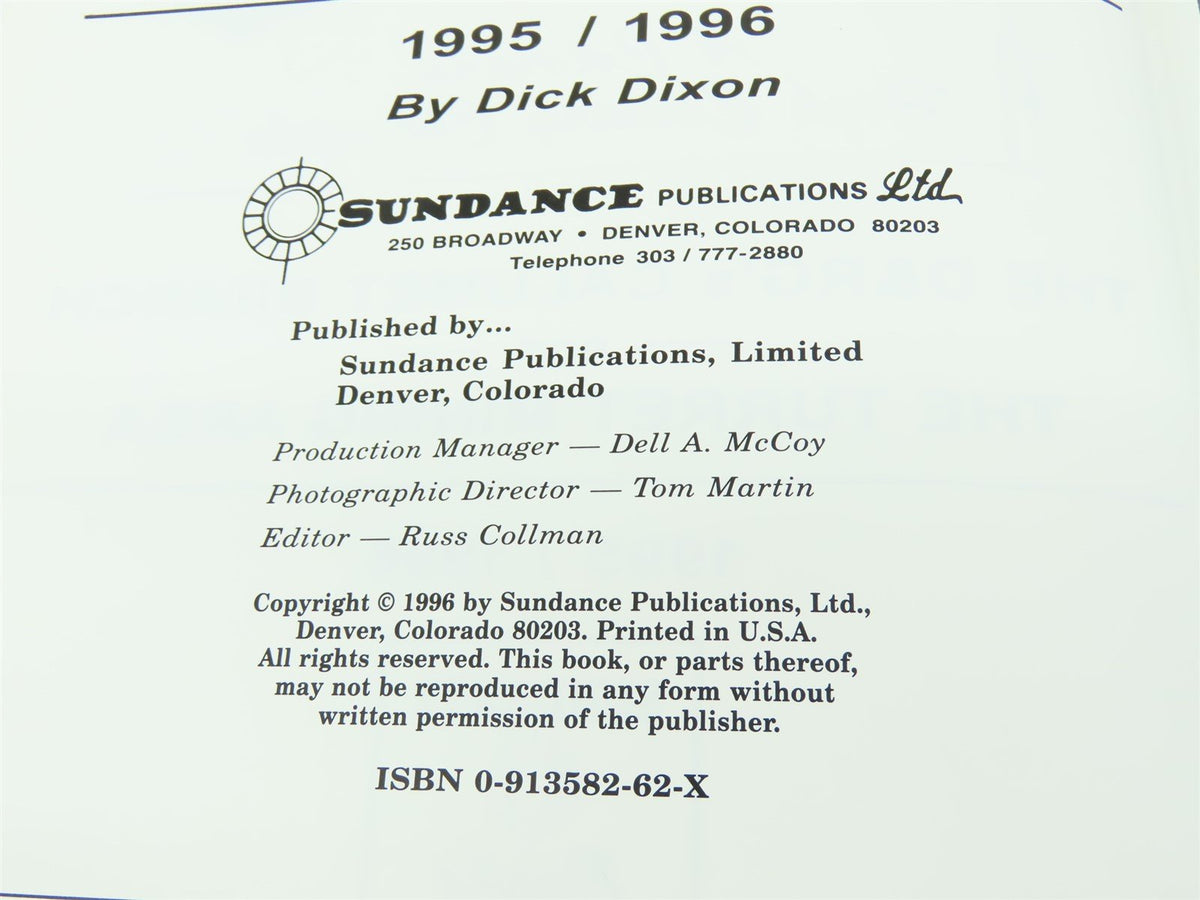 1995 / 1996
By Dick Dixon
SUNDANCE PUBLICATIONS Ltd.
250 BROADWAY • DENVER, COLORADO 80203
Telephone 303 / 777-2880
Published by...
Sundance Publications, Limited
Denver, Colorado
Production Manager — Dell A. McCoy
Photographic Director — Tom Martin
Editor — Russ Collman
Copyright © 1996 by Sundance Publications, Ltd.,
Denver, Colorado 80203. Printed in U.S.A.
All rights reserved. This book, or parts thereof,
may not be reproduced in any form without
written permission of the publisher.
ISBN 0-913582-62-X